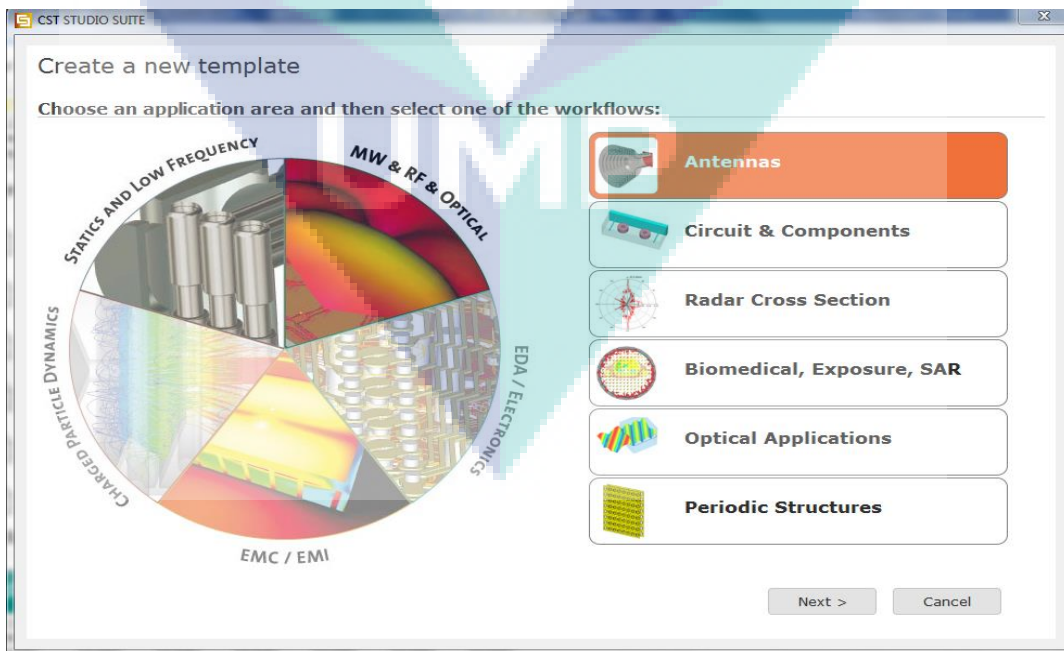 CST STUDIO SUITE
Create a new template
Choose an application area and then select one of the workflows:
STATICS AND LOW FREQUENCY
MW & RF & OPTICAL
EDA / ELECTRONICS
EMC / EMI
CHARGED PARTICLE DYNAMICS
Antennas
Circuit & Components
Radar Cross Section
Biomedical, Exposure, SAR
Optical Applications
Periodic Structures
Next >
Cancel
UMP